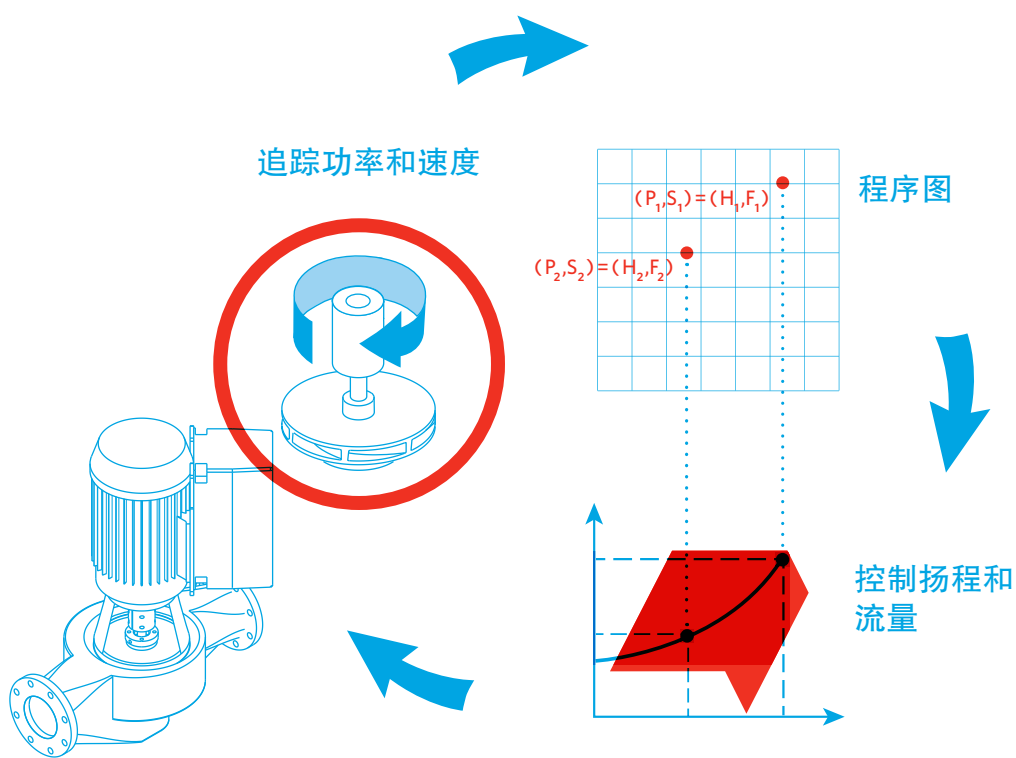 追踪功率和速度
程序图
(P₁,S₁)=(H₁,F₁)
(P₂,S₂)=(H₂,F₂)
控制扬程和
流量